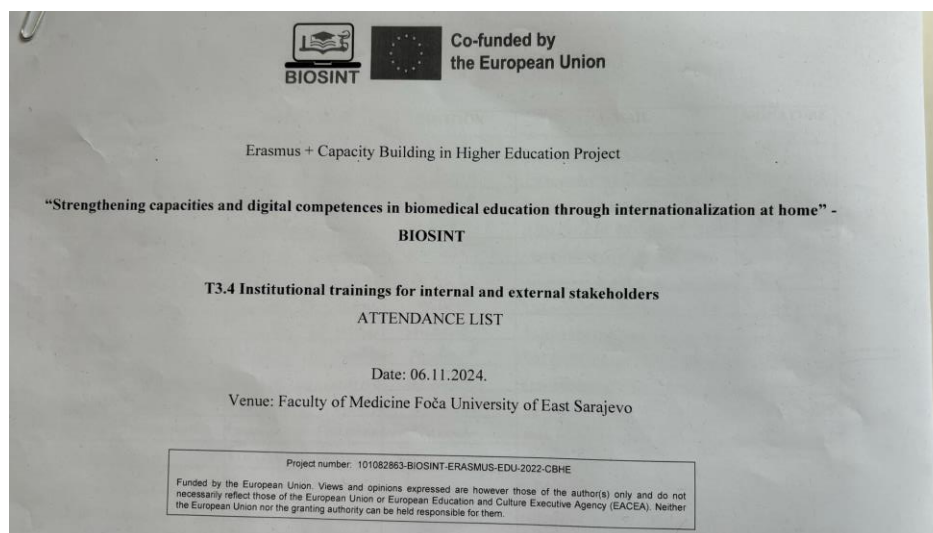 BIOSINT
Co-funded by
the European Union
Erasmus + Capacity Building in Higher Education Project
“Strengthening capacities and digital competences in biomedical education through internationalization at home” -
BIOSINT
T3.4 Institutional trainings for internal and external stakeholders
ATTENDANCE LIST
Date: 06.11.2024.
Venue: Faculty of Medicine Foča University of East Sarajevo
Project number: 101082863-BIOSINT-ERASMUS-EDU-2022-CBHE
Funded by the European Union. Views and opinions expressed are however those of the author(s) only and do not
necessarily reflect those of the European Union or European Education and Culture Executive Agency (EACEA). Neither
the European Union nor the granting authority can be held responsible for them.